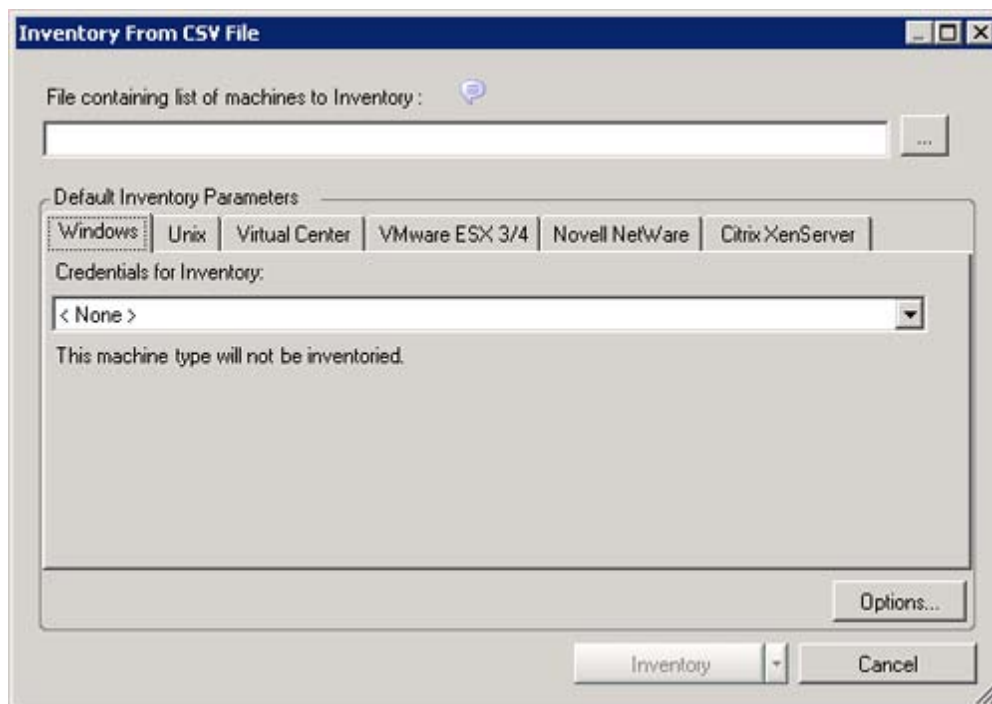 Inventory From CSV File
File containing list of machines to Inventory :
...
Default Inventory Parameters
Windows Unix Virtual Center VMware ESX 3/4 Novell NetWare Citrix XenServer
Credentials for Inventory:
< None >
This machine type will not be inventoried.
Options...
Inventory Cancel